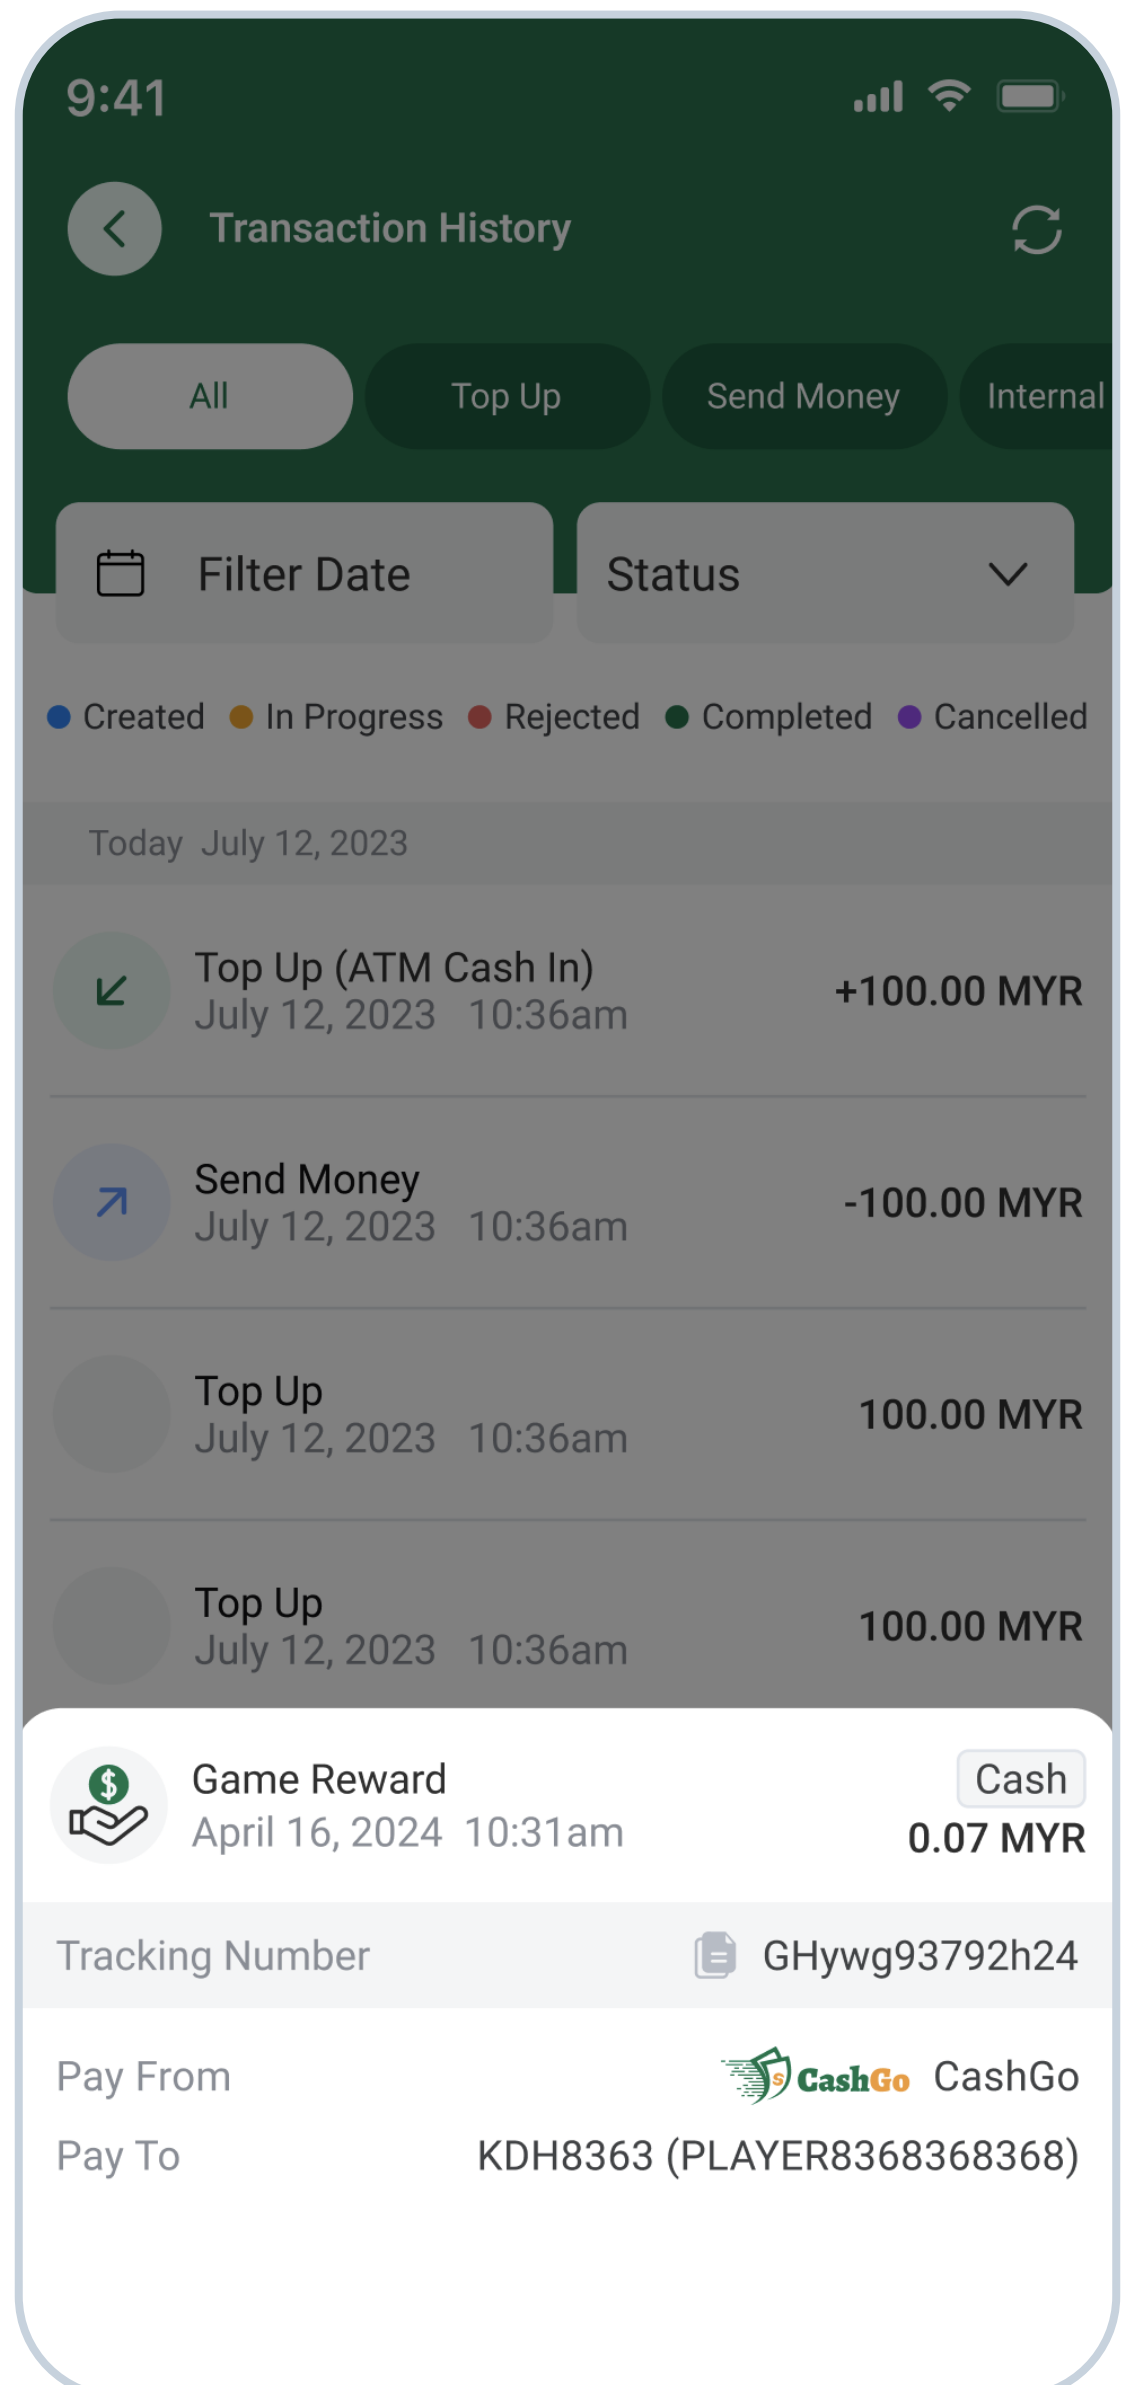 9:41
Transaction History
All Top Up Send Money Internal
Filter Date Status
Created In Progress Rejected Completed Cancelled
Today July 12, 2023
Top Up (ATM Cash In)
July 12, 2023 10:36am
+100.00 MYR
Send Money
July 12, 2023 10:36am
-100.00 MYR
Top Up
July 12, 2023 10:36am
100.00 MYR
Top Up
July 12, 2023 10:36am
100.00 MYR
$
Game Reward
April 16, 2024 10:31am
Cash
0.07 MYR
Tracking Number GHywg93792h24
Pay From S CashGo CashGo
Pay To KDH8363 (PLAYER8368368368)